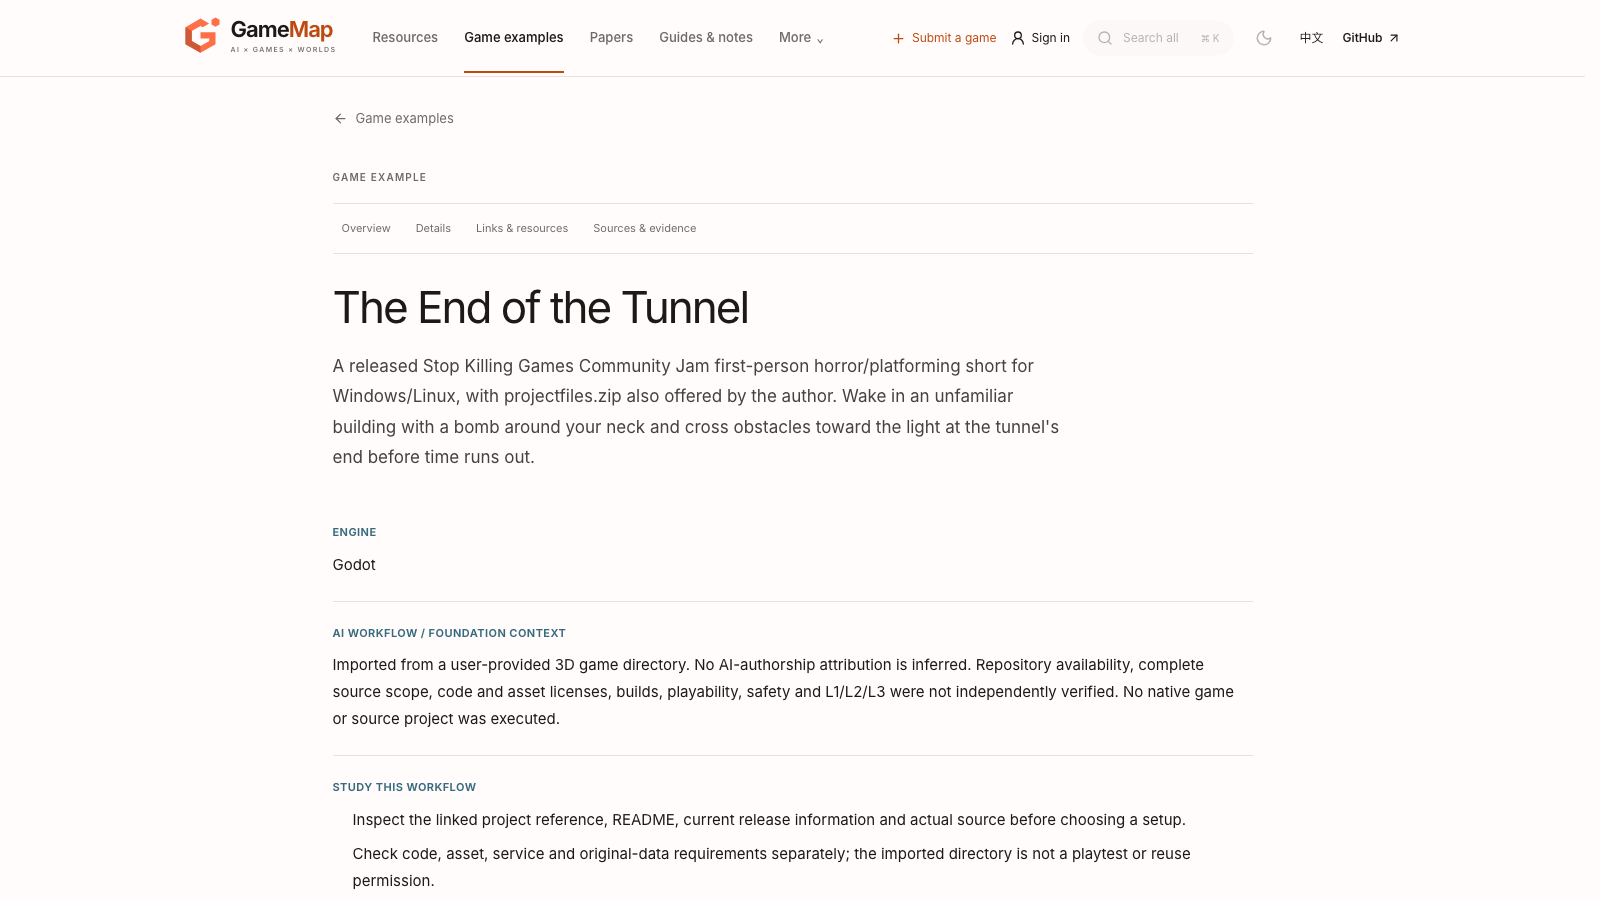 GameMap
AI × GAMES × WORLDS
Resources
Game examples
Papers
Guides & notes
More
Submit a game
Sign in
Search all
⌘ K
中文
GitHub
Game examples
GAME EXAMPLE
Overview
Details
Links & resources
Sources & evidence
The End of the Tunnel
A released Stop Killing Games Community Jam first-person horror/platforming short for
Windows/Linux, with projectfiles.zip also offered by the author. Wake in an unfamiliar
building with a bomb around your neck and cross obstacles toward the light at the tunnel's
end before time runs out.
ENGINE
Godot
AI WORKFLOW / FOUNDATION CONTEXT
Imported from a user-provided 3D game directory. No AI-authorship attribution is inferred. Repository availability, complete
source scope, code and asset licenses, builds, playability, safety and L1/L2/L3 were not independently verified. No native game
or source project was executed.
STUDY THIS WORKFLOW
Inspect the linked project reference, README, current release information and actual source before choosing a setup.
Check code, asset, service and original-data requirements separately; the imported directory is not a playtest or reuse
permission.